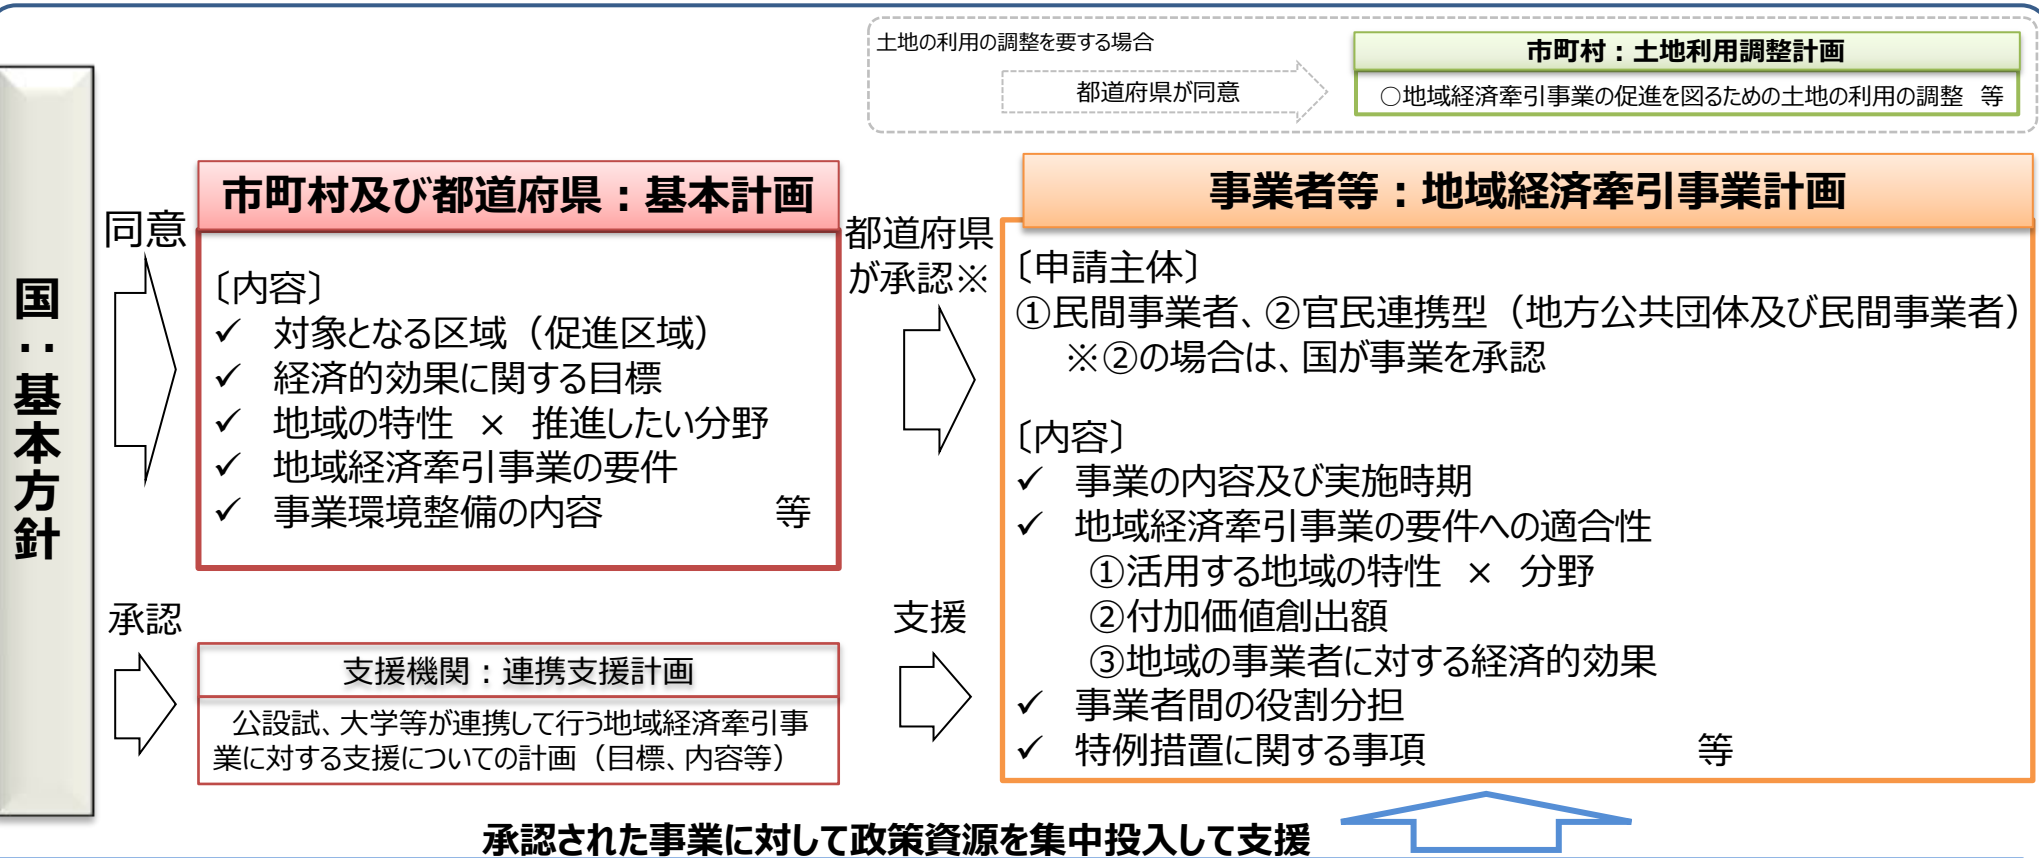 土地の利用の調整を要する場合
都道府県が同意
市町村：土地利用調整計画
○地域経済牽引事業の促進を図るための土地の利用の調整　等
国：基本方針
同意
市町村及び都道府県：基本計画
〔内容〕
✓ 対象となる区域（促進区域）
✓ 経済的効果に関する目標
✓ 地域の特性 × 推進したい分野
✓ 地域経済牽引事業の要件
✓ 事業環境整備の内容　等
都道府県
が承認※
事業者等：地域経済牽引事業計画
〔申請主体〕
①民間事業者、②官民連携型（地方公共団体及び民間事業者）
※②の場合は、国が事業を承認
〔内容〕
✓ 事業の内容及び実施時期
✓ 地域経済牽引事業の要件への適合性
①活用する地域の特性 × 分野
②付加価値創出額
③地域の事業者に対する経済的効果
✓ 事業者間の役割分担
✓ 特例措置に関する事項　等
承認
支援機関：連携支援計画
公設試、大学等が連携して行う地域経済牽引事
業に対する支援についての計画（目標、内容等）
支援
承認された事業に対して政策資源を集中投入して支援